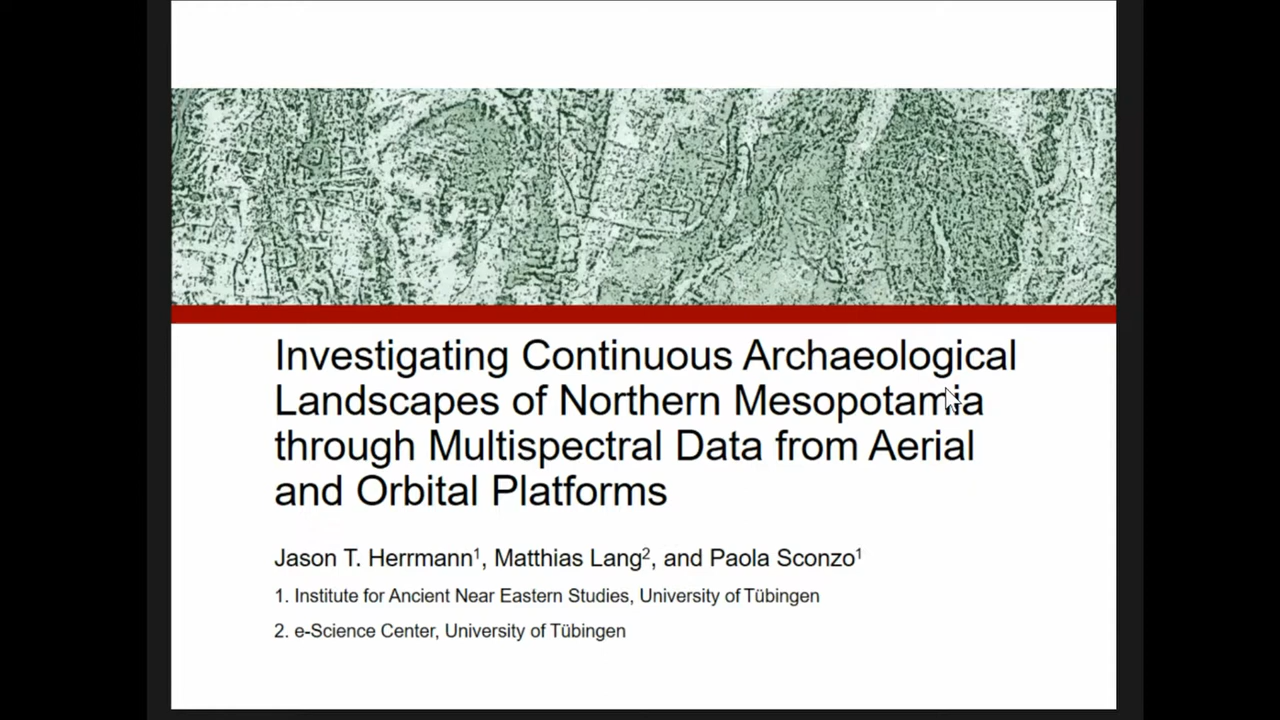 Investigating Continuous Archaeological
Landscapes of Northern Mesopotamia
through Multispectral Data from Aerial
and Orbital Platforms
Jason T. Herrmann¹, Matthias Lang², and Paola Sconzo¹
1. Institute for Ancient Near Eastern Studies, University of Tübingen
2. e-Science Center, University of Tübingen